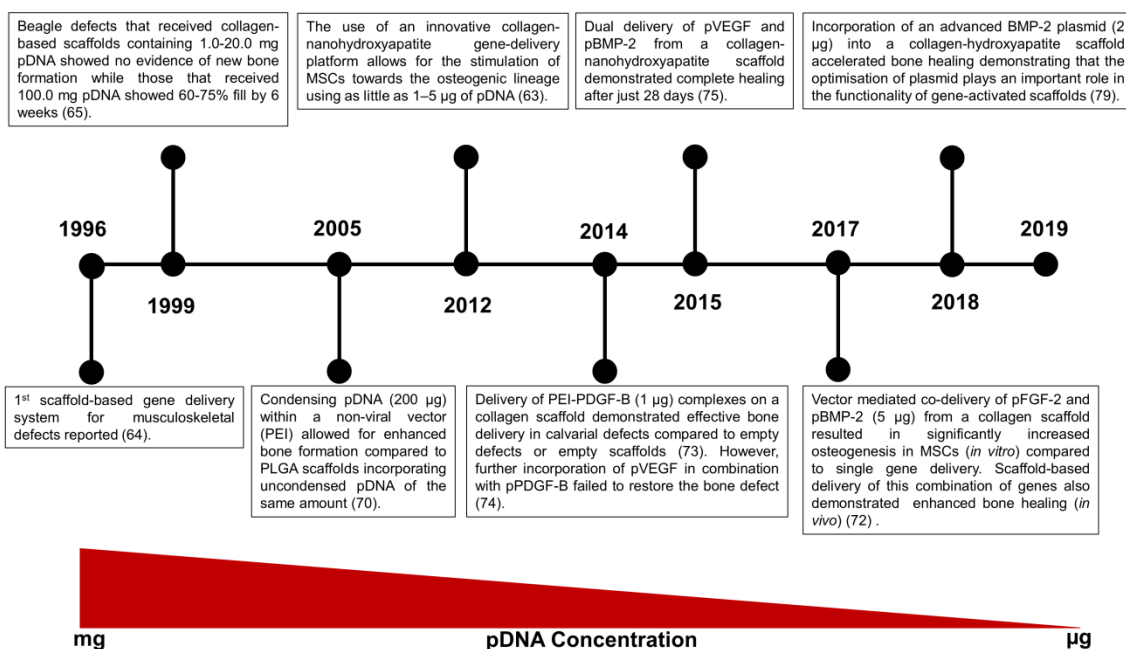 Beagle defects that received collagen-
based scaffolds containing 1.0-20.0 mg
pDNA showed no evidence of new bone
formation while those that received
100.0 mg pDNA showed 60-75% fill by 6
weeks (65).
The use of an innovative collagen-
nanohydroxyapatite gene-delivery
platform allows for the stimulation of
MSCs towards the osteogenic lineage
using as little as 1–5 µg of pDNA (63).
Dual delivery of pVEGF and
pBMP-2 from a collagen-
nanohydroxyapatite scaffold
demonstrated complete healing
after just 28 days (75).
Incorporation of an advanced BMP-2 plasmid (2
µg) into a collagen-hydroxyapatite scaffold
accelerated bone healing demonstrating that the
optimisation of plasmid plays an important role in
the functionality of gene-activated scaffolds (79).
1996
2005
2014
2017
2019
1999
2012
2015
2018
1st scaffold-based gene delivery
system for musculoskeletal
defects reported (64).
Condensing pDNA (200 µg)
within a non-viral vector
(PEI) allowed for enhanced
bone formation compared to
PLGA scaffolds incorporating
uncondensed pDNA of the
same amount (70).
Delivery of PEI-PDGF-B (1 µg) complexes on a
collagen scaffold demonstrated effective bone
delivery in calvarial defects compared to empty
defects or empty scaffolds (73). However,
further incorporation of pVEGF in combination
with pPDGF-B failed to restore the bone defect
(74).
Vector mediated co-delivery of pFGF-2 and
pBMP-2 (5 µg) from a collagen scaffold
resulted in significantly increased
osteogenesis in MSCs (in vitro) compared
to single gene delivery. Scaffold-based
delivery of this combination of genes also
demonstrated enhanced bone healing (in
vivo) (72) .
mg
pDNA Concentration
µg